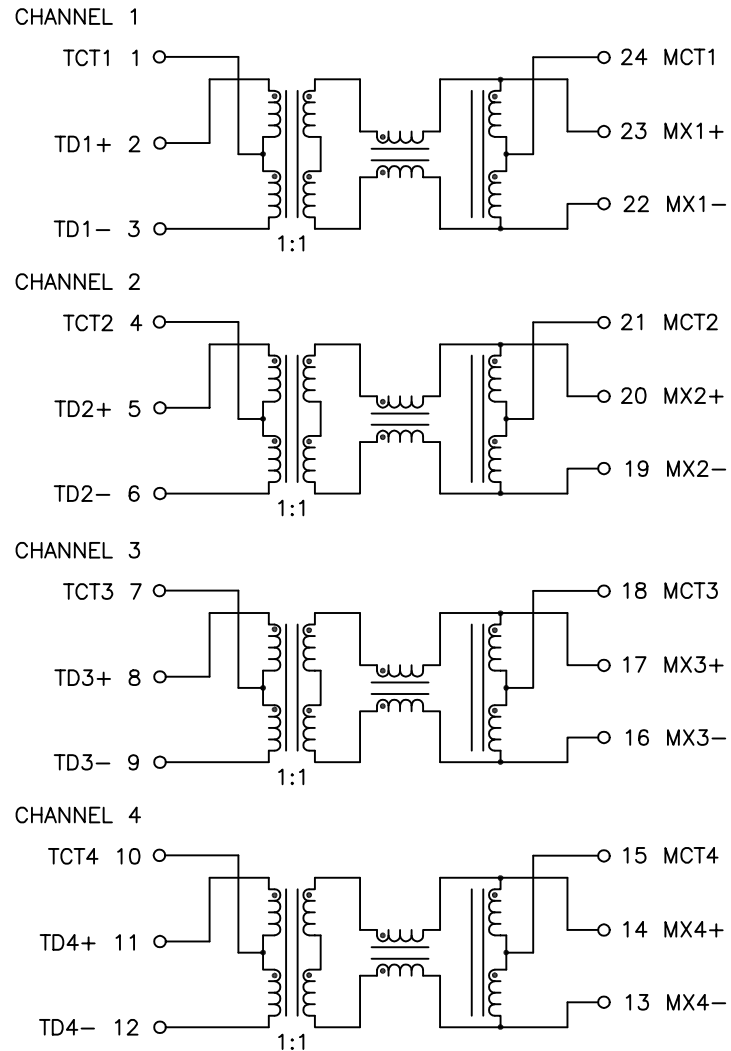 CHANNEL 1
TCT1 1
24 MCT1
TD1+ 2
23 MX1+
22 MX1−
TD1− 3
1:1
CHANNEL 2
TCT2 4
21 MCT2
TD2+ 5
20 MX2+
19 MX2−
TD2− 6
1:1
CHANNEL 3
TCT3 7
18 MCT3
TD3+ 8
17 MX3+
16 MX3−
TD3− 9
1:1
CHANNEL 4
TCT4 10
15 MCT4
TD4+ 11
14 MX4+
13 MX4−
TD4− 12
1:1